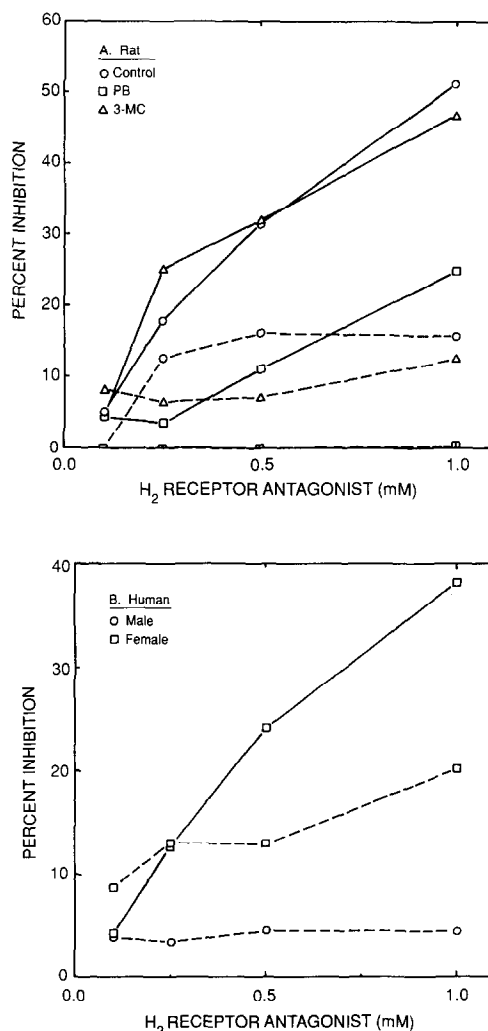 60
50
40
30
20
10
0
PERCENT INHIBITION
A. Rat
Control
PB
3-MC
0.0
0.5
1.0
H2 RECEPTOR ANTAGONIST (mM)
40
30
20
10
0
PERCENT INHIBITION
B. Human
Male
Female
0.0
0.5
1.0
H2 RECEPTOR ANTAGONIST (mM)